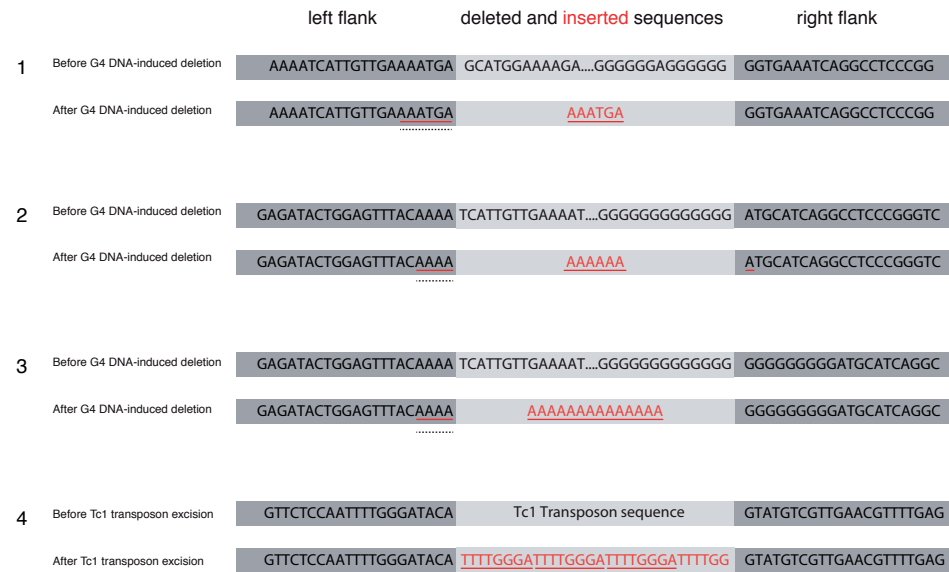 left flank deleted and inserted sequences right flank
1 Before G4 DNA-induced deletion AAAATCATTGTTGAAAATGA GCATGGAAAAGA....GGGGGGAGGGGGG GGTGAAATCAGGCCTCCCGG
After G4 DNA-induced deletion AAAATCATTGTTGAAAATGA AAATGA GGTGAAATCAGGCCTCCCGG
2 Before G4 DNA-induced deletion GAGATACTGGAGTTTACAAAA TCATTGTTGAAAAT....GGGGGGGGGGGGG ATGCATCAGGCCTCCCGGGTC
After G4 DNA-induced deletion GAGATACTGGAGTTTACAAAA AAAAAA ATGCATCAGGCCTCCCGGGTC
3 Before G4 DNA-induced deletion GAGATACTGGAGTTTACAAAA TCATTGTTGAAAAT....GGGGGGGGGGGGG GGGGGGGGGATGCATCAGGC
After G4 DNA-induced deletion GAGATACTGGAGTTTACAAAA AAAAAAAAAAAAAA GGGGGGGGGATGCATCAGGC
4 Before Tc1 transposon excision GTTCTCCAATTTTGGGATACA Tc1 Transposon sequence GTATGTCGTTGAACGTTTTGAG
After Tc1 transposon excision GTTCTCCAATTTTGGGATACA TTTTGGGATTTTGGGATTTTGGGATTTTGG GTATGTCGTTGAACGTTTTGAG